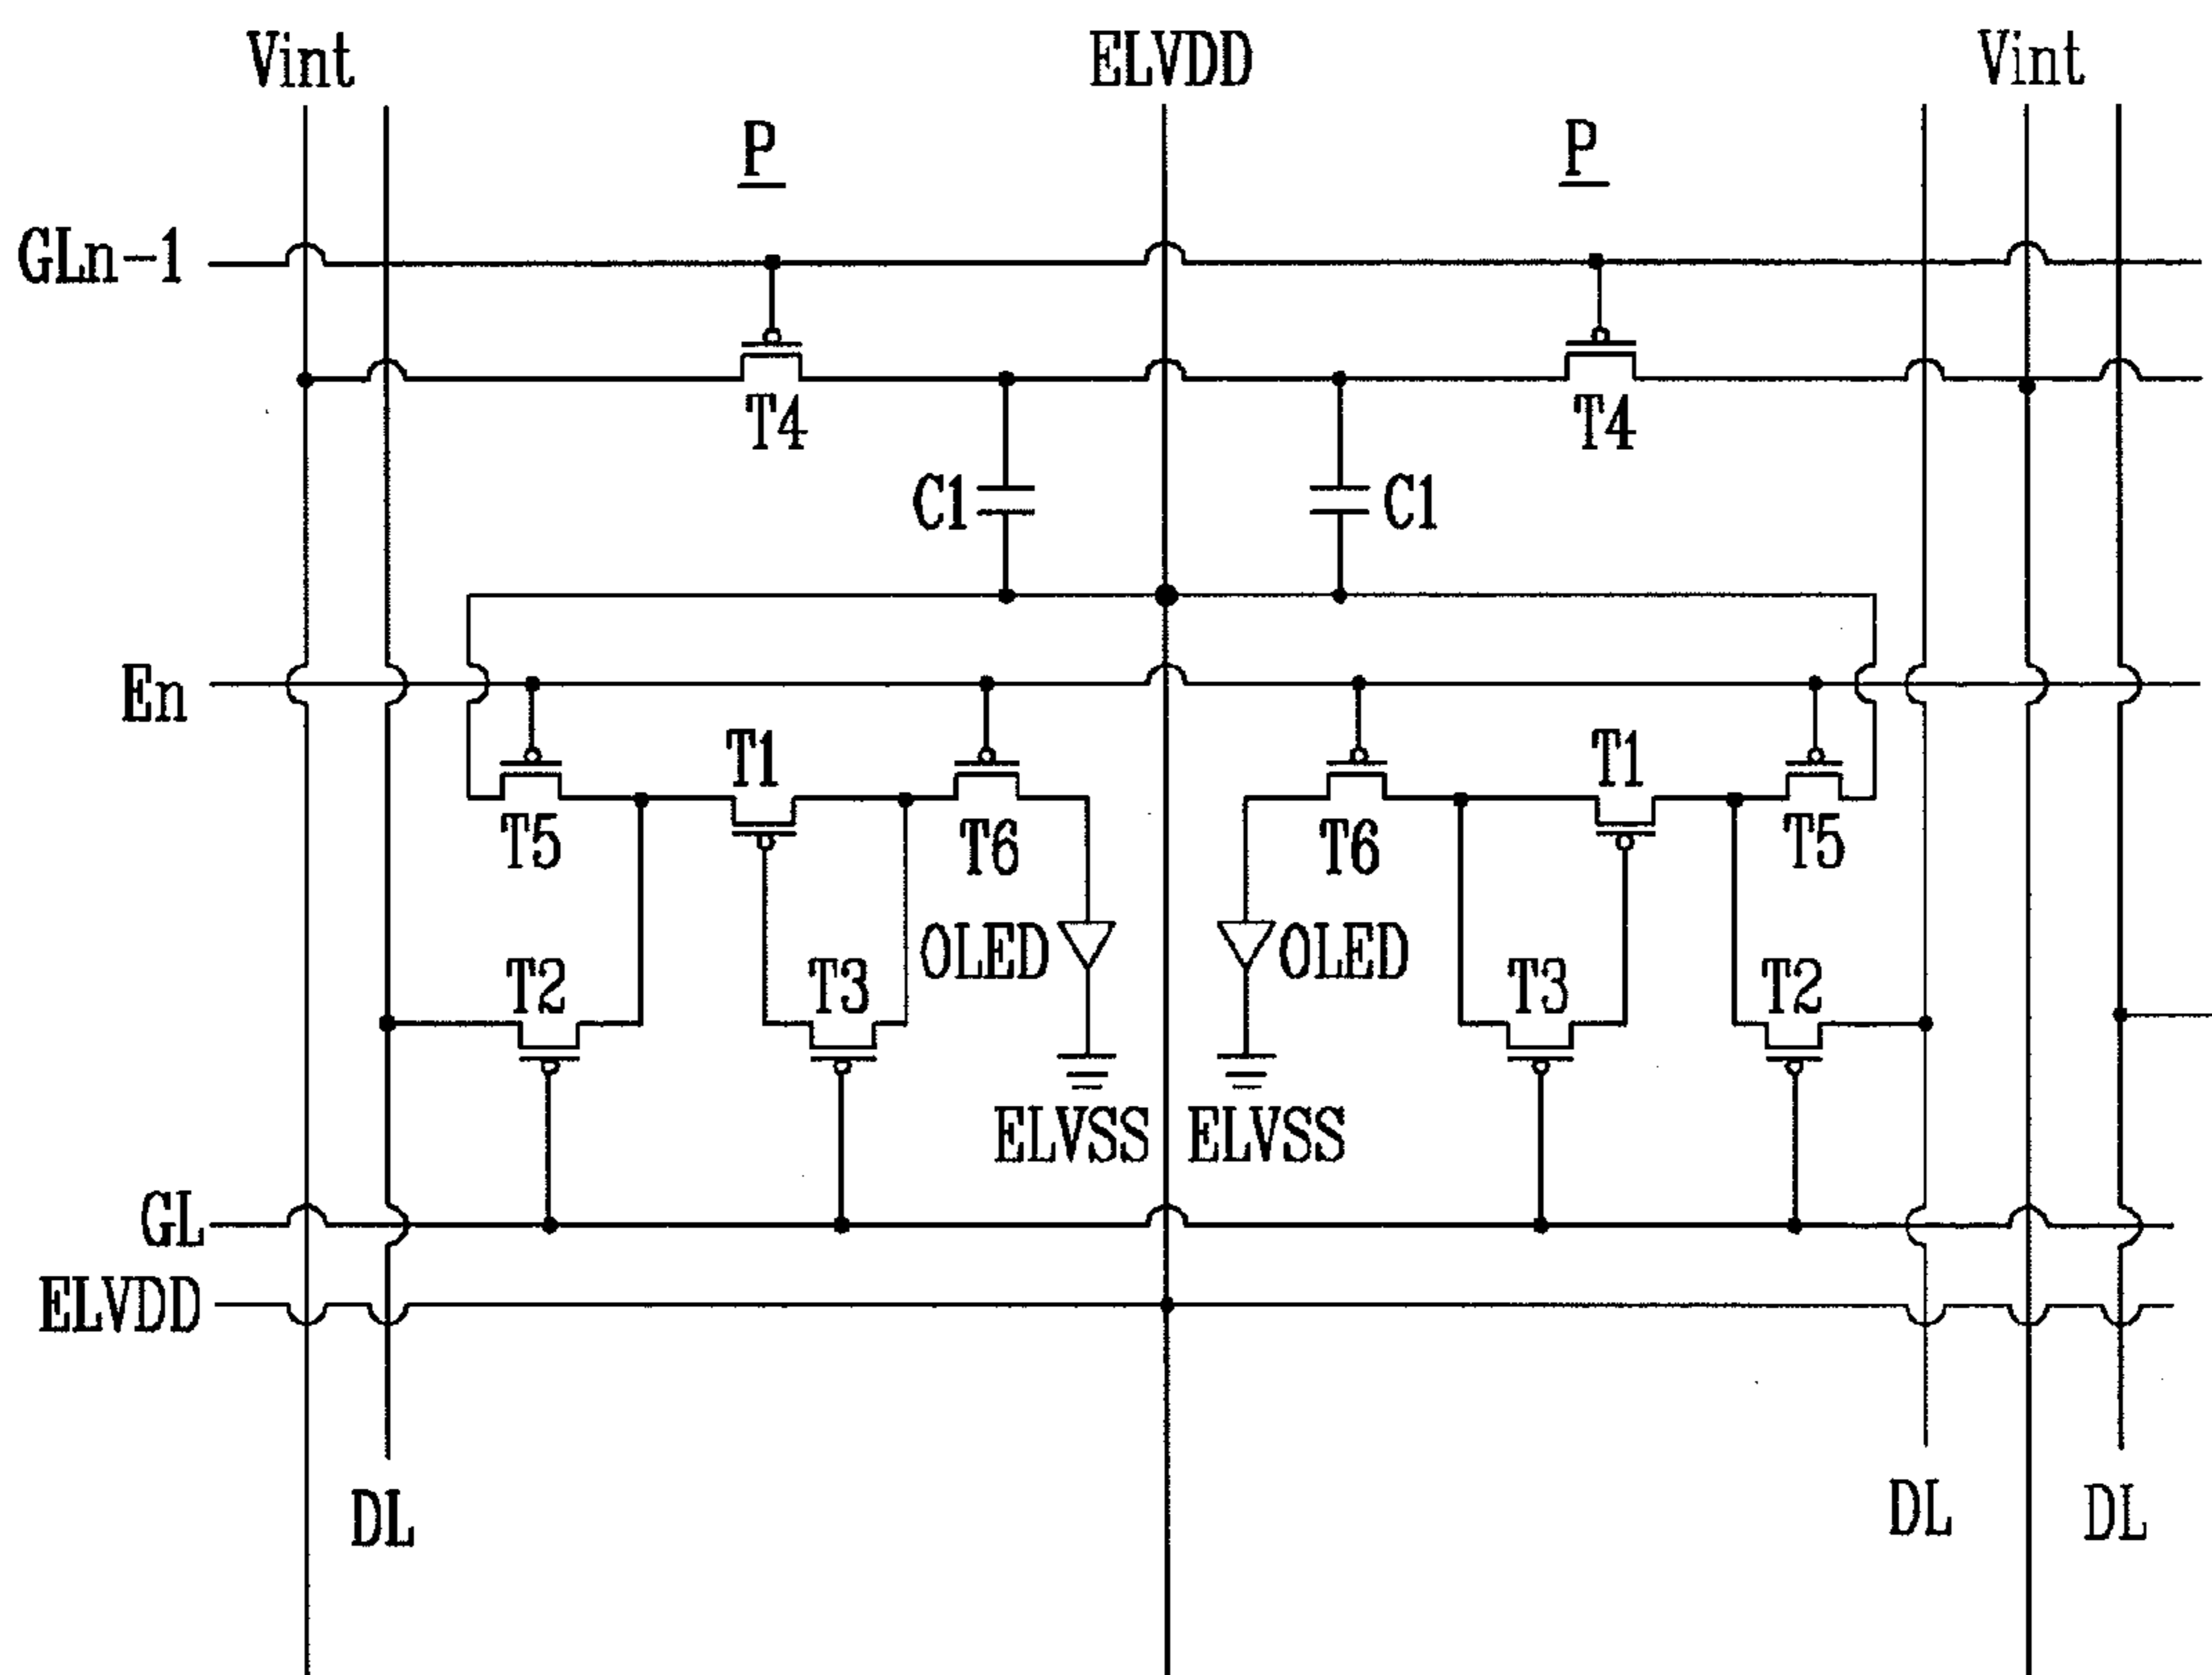 Vint ELVDD Vint
P P
GLn-1
T4 T4
C1 C1
En
T1 T1
T5 T6 T6 T5
OLED OLED
T2 T3 T3 T2
ELVSS ELVSS
GL
ELVDD
DL DL DL